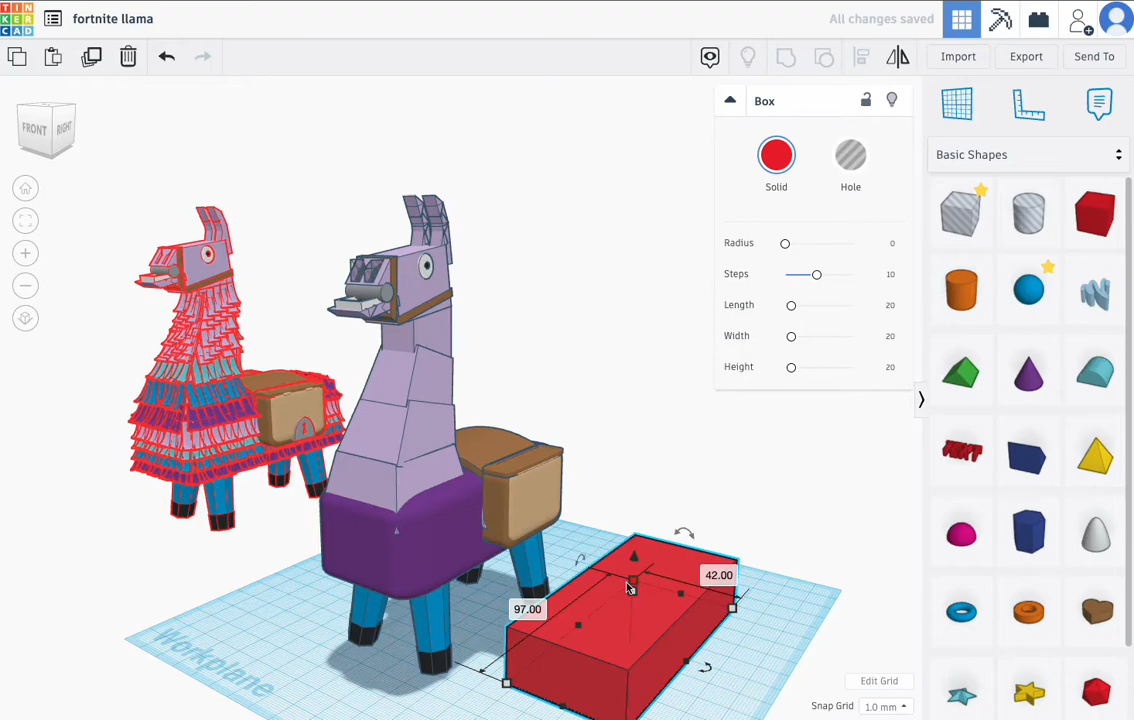 TIN
KER
CAD
fortnite llama
All changes saved
Import
Export
Send To
FRONT
RIGHT
Box
Solid
Hole
Radius 0
Steps 10
Length 20
Width 20
Height 20
Basic Shapes
TEXT
42.00
97.00
Workplane
Edit Grid
Snap Grid 1.0 mm